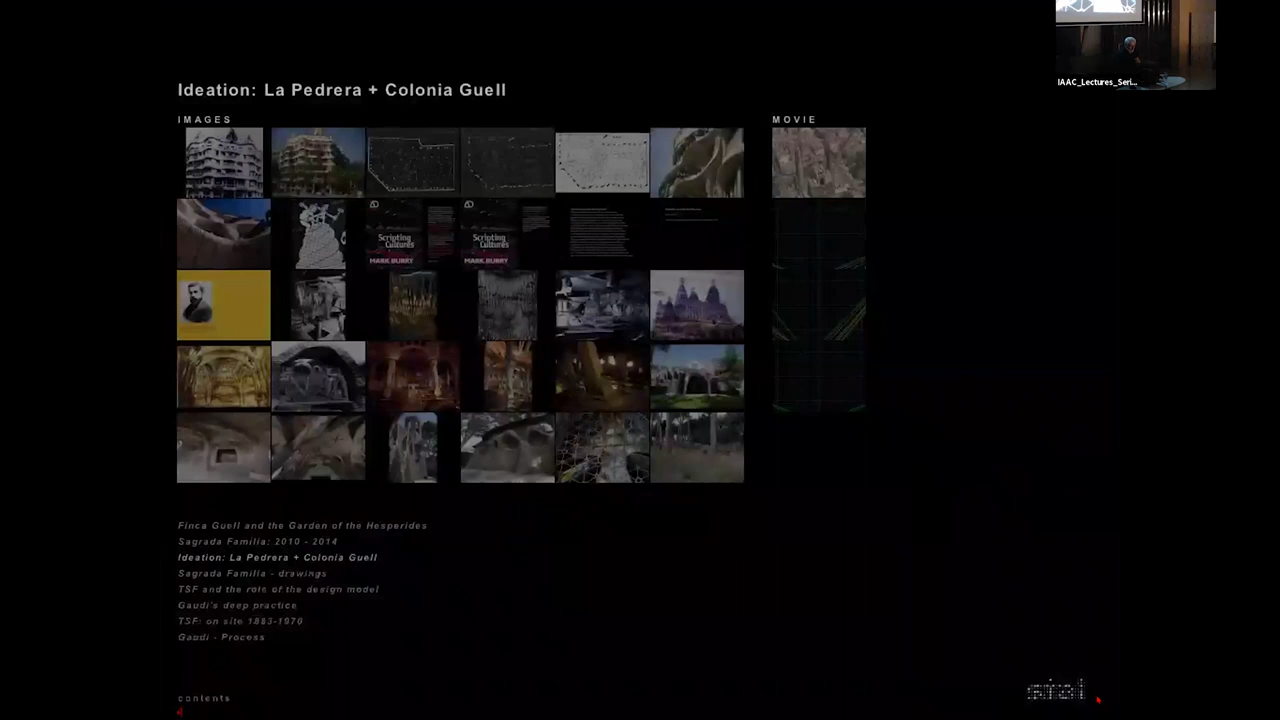 IAAC_Lectures_Seri...
Ideation: La Pedrera + Colonia Guell
IMAGES
MOVIE
Scripting
Cultures
MARK BURRY
Scripting
Cultures
MARK BURRY
Finca Guell and the Garden of the Hesperides
Sagrada Familia: 2010 - 2014
Ideation: La Pedrera + Colonia Guell
Sagrada Familia - drawings
TSF and the role of the design model
Gaudi's deep practice
TSF: on site 1883-1970
Gaudi - Process
contents
sial